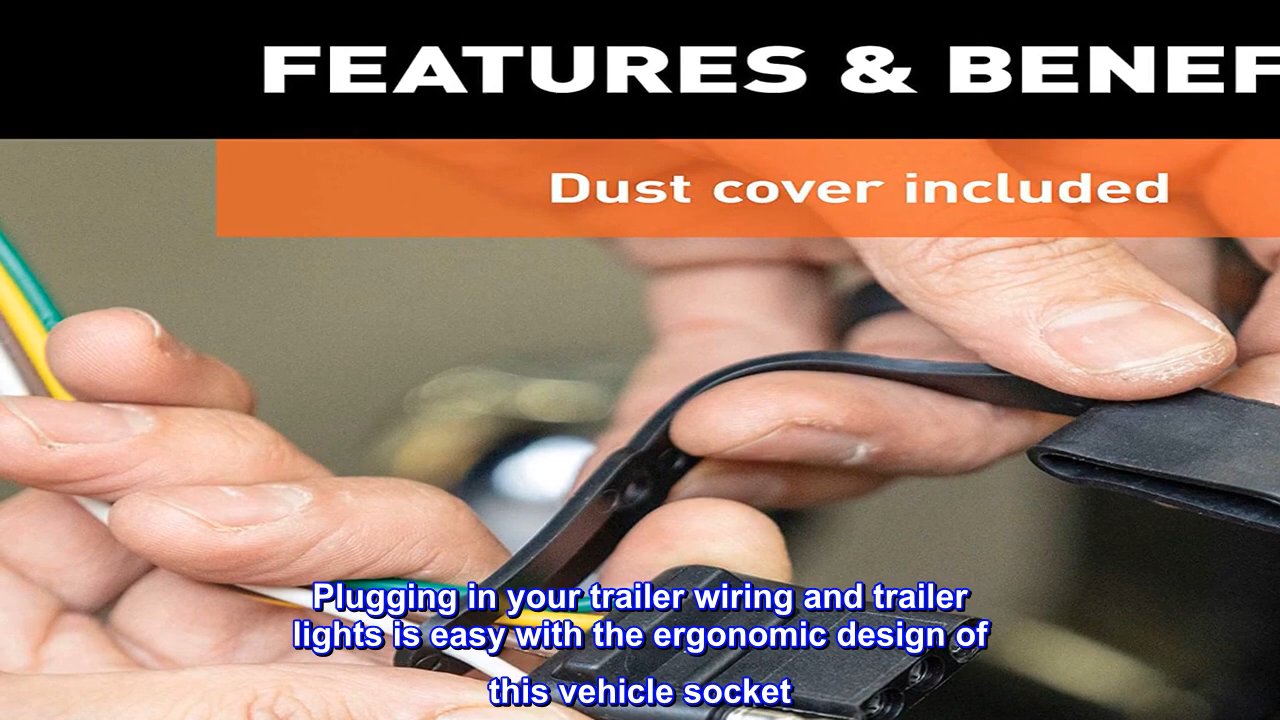 FEATURES & BENEF
Dust cover included
Plugging in your trailer wiring and trailer
lights is easy with the ergonomic design of
this vehicle socket